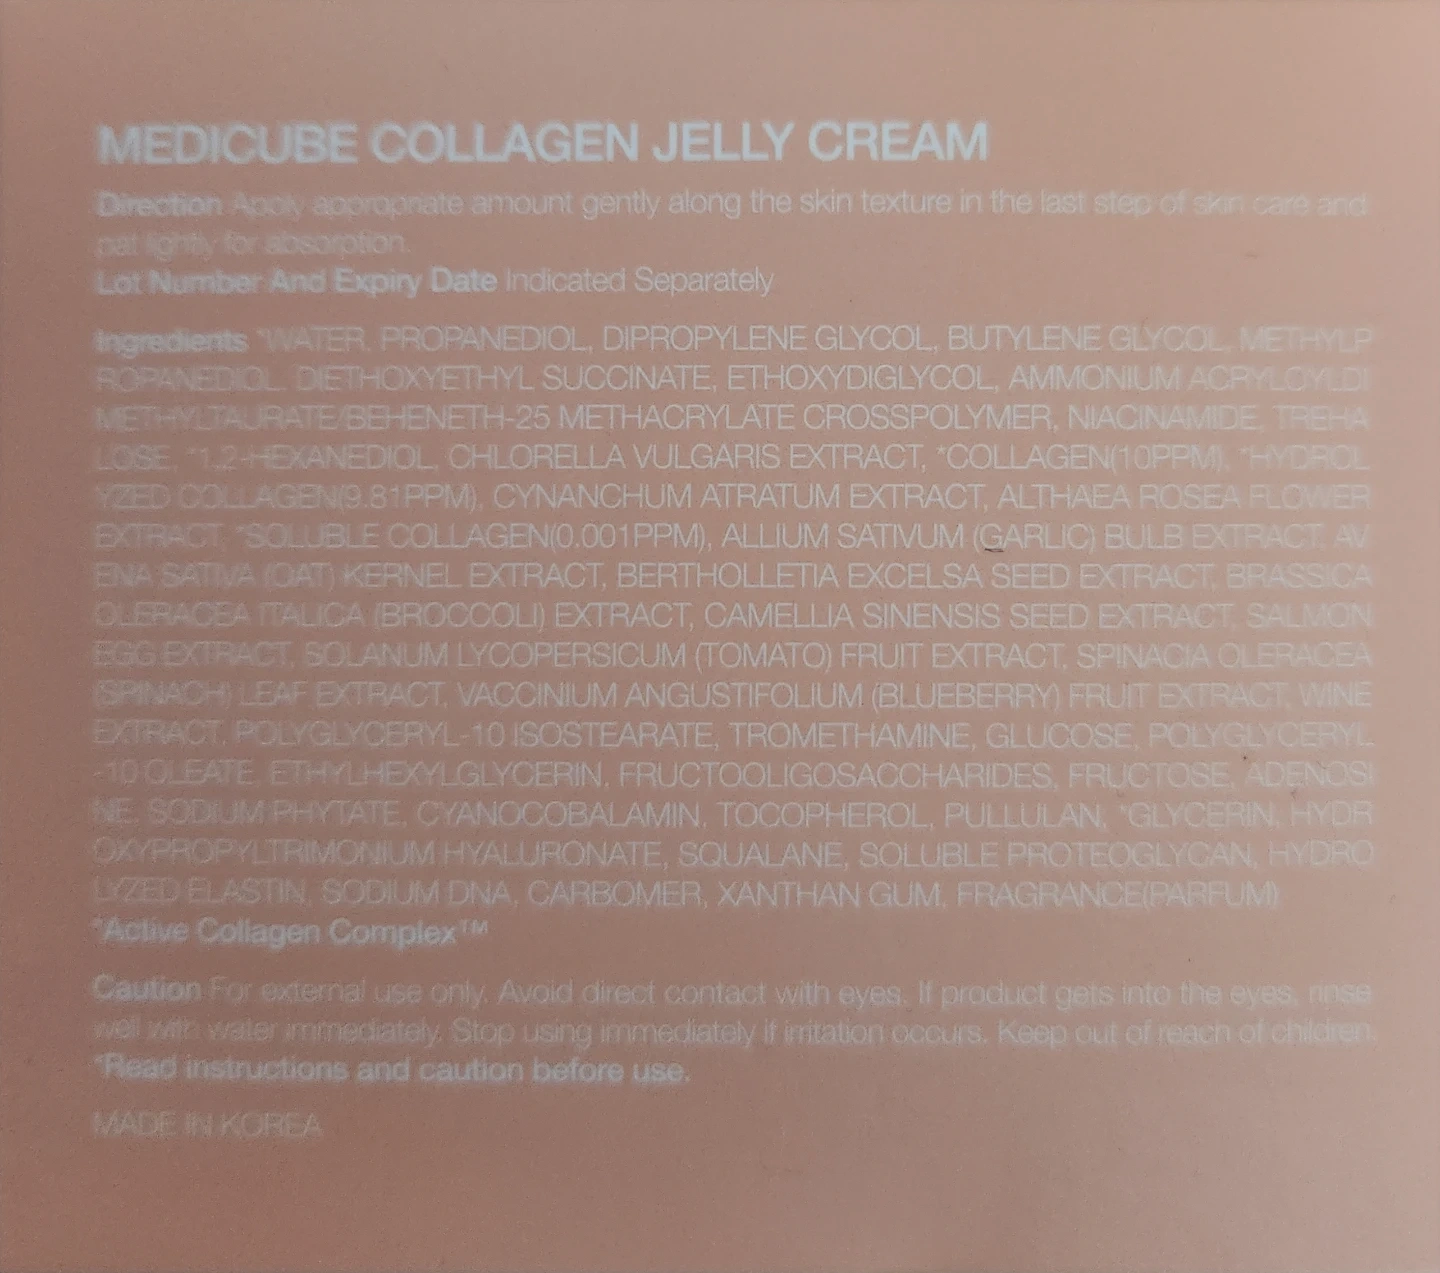 MEDICUBE COLLAGEN JELLY CREAM
Direction Apply appropriate amount gently along the skin texture in the last step of skin care and
pat lightly for absorption.
Lot Number And Expiry Date Indicated Separately
Ingredients *WATER, PROPANEDIOL, DIPROPYLENE GLYCOL, BUTYLENE GLYCOL, METHYLP
ROPANEDIOL, DIETHOXYETHYL SUCCINATE, ETHOXYDIGLYCOL, AMMONIUM ACRYLOYLDI
METHYLTAURATE/BEHENETH-25 METHACRYLATE CROSSPOLYMER, NIACINAMIDE, TREHA
LOSE, *1,2-HEXANEDIOL, CHLORELLA VULGARIS EXTRACT, *COLLAGEN(10PPM), *HYDROL
YZED COLLAGEN(9.81PPM), CYNANCHUM ATRATUM EXTRACT, ALTHAEA ROSEA FLOWER
EXTRACT, *SOLUBLE COLLAGEN(0.001PPM), ALLIUM SATIVUM (GARLIC) BULB EXTRACT, AV
ENA SATIVA (OAT) KERNEL EXTRACT, BERTHOLLETIA EXCELSA SEED EXTRACT, BRASSICA
OLERACEA ITALICA (BROCCOLI) EXTRACT, CAMELLIA SINENSIS SEED EXTRACT, SALMON
EGG EXTRACT, SOLANUM LYCOPERSICUM (TOMATO) FRUIT EXTRACT, SPINACIA OLERACEA
(SPINACH) LEAF EXTRACT, VACCINIUM ANGUSTIFOLIUM (BLUEBERRY) FRUIT EXTRACT, WINE
EXTRACT, POLYGLYCERYL-10 ISOSTEARATE, TROMETHAMINE, GLUCOSE, POLYGLYCERYL
-10 OLEATE, ETHYLHEXYLGLYCERIN, FRUCTOOLIGOSACCHARIDES, FRUCTOSE, ADENOSI
NE, SODIUM PHYTATE, CYANOCOBALAMIN, TOCOPHEROL, PULLULAN, *GLYCERIN, HYDR
OXYPROPYLTRIMONIUM HYALURONATE, SQUALANE, SOLUBLE PROTEOGLYCAN, HYDRO
LYZED ELASTIN, SODIUM DNA, CARBOMER, XANTHAN GUM, FRAGRANCE(PARFUM)
*Active Collagen Complex™
Caution For external use only. Avoid direct contact with eyes. If product gets into the eyes, rinse
well with water immediately. Stop using immediately if irritation occurs. Keep out of reach of children.
*Read instructions and caution before use.
MADE IN KOREA